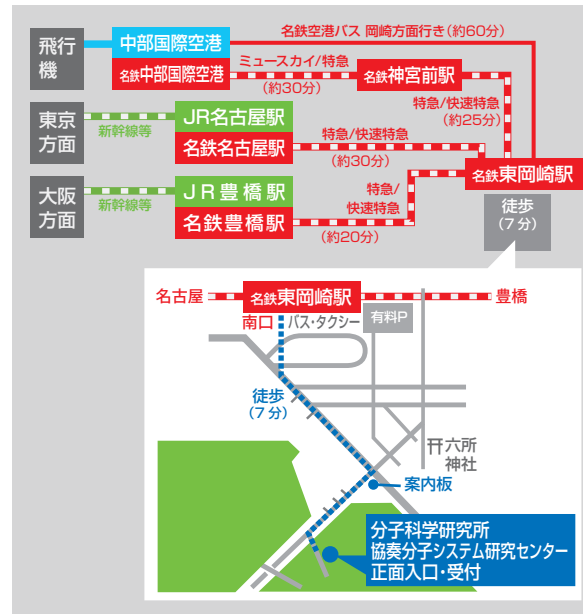 飛行機
中部国際空港
名鉄空港バス 岡崎方面行き(約60分)
名鉄中部国際空港
ミュースカイ/特急
(約30分)
名鉄神宮前駅
特急/快速特急
(約25分)
東京方面
新幹線等
JR名古屋駅
名鉄名古屋駅
特急/快速特急
(約30分)
名鉄東岡崎駅
大阪方面
新幹線等
JR豊橋駅
名鉄豊橋駅
特急/
快速特急
(約20分)
徒歩
(7分)
名古屋
名鉄東岡崎駅
豊橋
南口
バス・タクシー
有料P
徒歩
(7分)
六所
神社
案内板
分子科学研究所
協奏分子システム研究センター
正面入口・受付